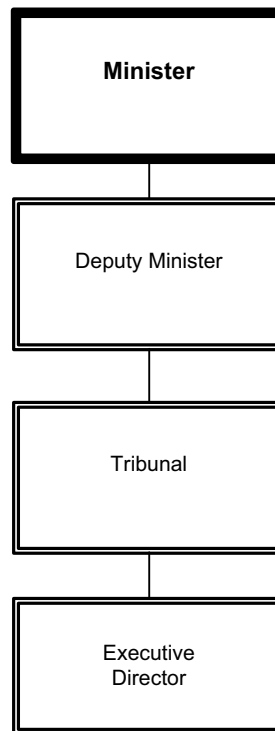 Minister
Deputy Minister
Tribunal
Executive
Director